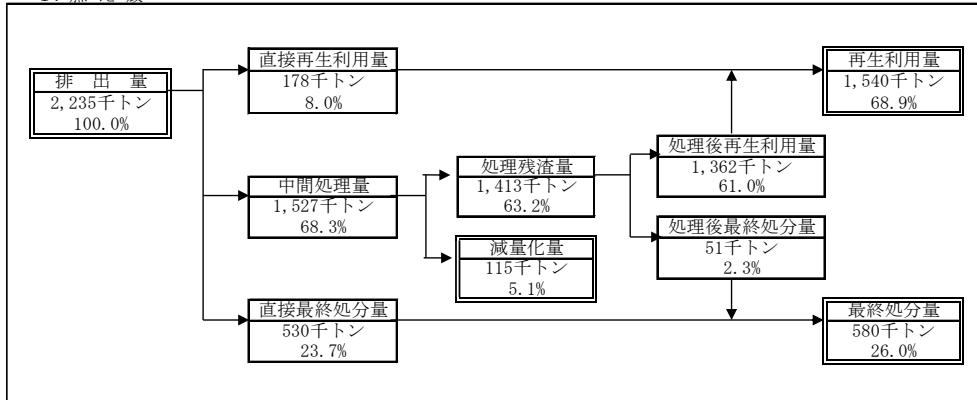 排 出 量
2,235千トン
100.0%
直接再生利用量
178千トン
8.0%
中間処理量
1,527千トン
68.3%
直接最終処分量
530千トン
23.7%
処理残渣量
1,413千トン
63.2%
減量化量
115千トン
5.1%
処理後再生利用量
1,362千トン
61.0%
処理後最終処分量
51千トン
2.3%
再生利用量
1,540千トン
68.9%
最終処分量
580千トン
26.0%